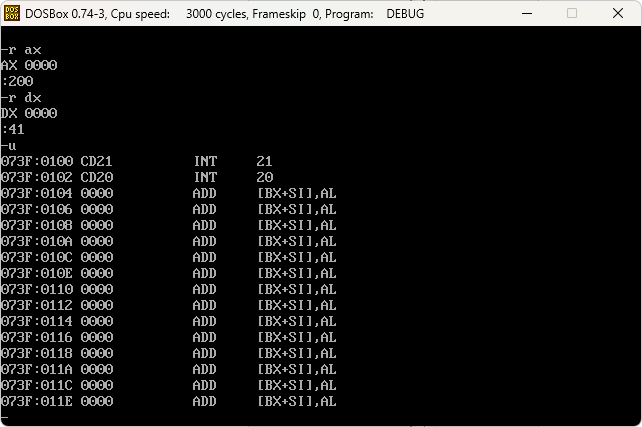 DOS BOX DOSBox 0.74-3, Cpu speed: 3000 cycles, Frameskip 0, Program: DEBUG
-r ax
AX 0000
:200
-r dx
DX 0000
:41
-u
073F:0100 CD21 INT 21
073F:0102 CD20 INT 20
073F:0104 0000 ADD [BX+SI],AL
073F:0106 0000 ADD [BX+SI],AL
073F:0108 0000 ADD [BX+SI],AL
073F:010A 0000 ADD [BX+SI],AL
073F:010C 0000 ADD [BX+SI],AL
073F:010E 0000 ADD [BX+SI],AL
073F:0110 0000 ADD [BX+SI],AL
073F:0112 0000 ADD [BX+SI],AL
073F:0114 0000 ADD [BX+SI],AL
073F:0116 0000 ADD [BX+SI],AL
073F:0118 0000 ADD [BX+SI],AL
073F:011A 0000 ADD [BX+SI],AL
073F:011C 0000 ADD [BX+SI],AL
073F:011E 0000 ADD [BX+SI],AL
-